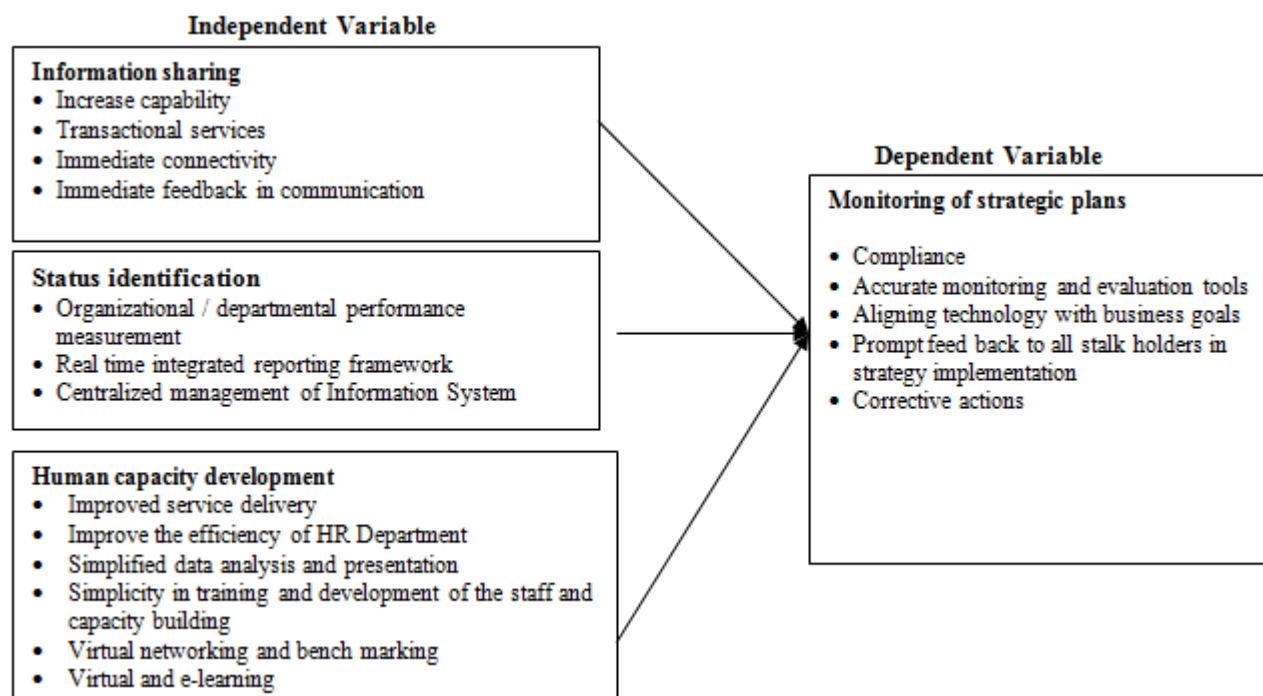 Independent Variable
Information sharing
• Increase capability
• Transactional services
• Immediate connectivity
• Immediate feedback in communication
Status identification
• Organizational / departmental performance
measurement
• Real time integrated reporting framework
• Centralized management of Information System
Human capacity development
• Improved service delivery
• Improve the efficiency of HR Department
• Simplified data analysis and presentation
• Simplicity in training and development of the staff and
capacity building
• Virtual networking and bench marking
• Virtual and e-learning
Dependent Variable
Monitoring of strategic plans
• Compliance
• Accurate monitoring and evaluation tools
• Aligning technology with business goals
• Prompt feed back to all stalk holders in
strategy implementation
• Corrective actions